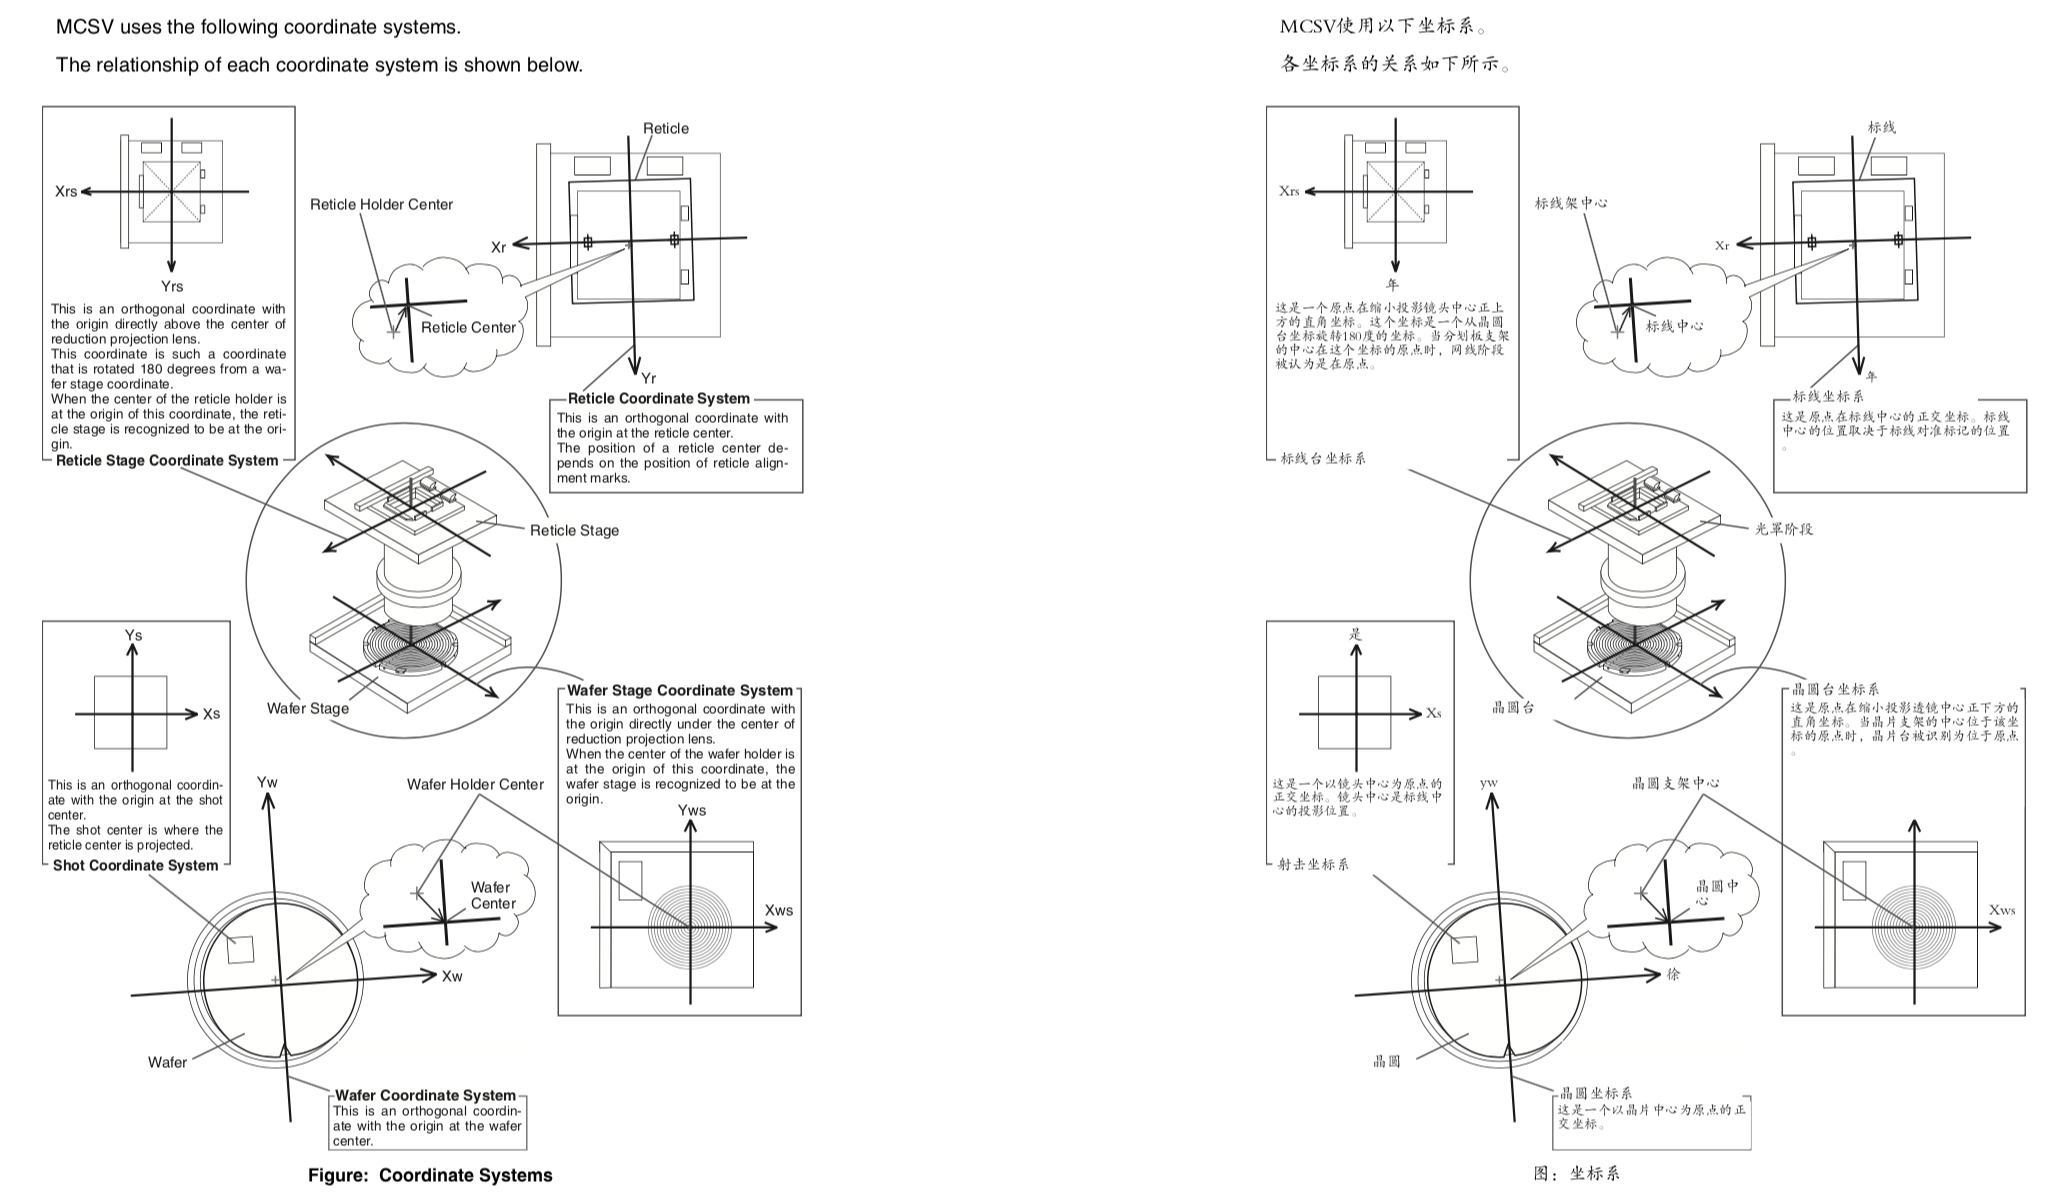 MCSV uses the following coordinate systems.
The relationship of each coordinate system is shown below.
Xrs
Yrs
This is an orthogonal coordinate with
the origin directly above the center of
reduction projection lens.
This coordinate is such a coordinate
that is rotated 180 degrees from a wa-
fer stage coordinate.
When the center of the reticle holder is
at the origin of this coordinate, the reti-
cle stage is recognized to be at the ori-
gin.
Reticle Stage Coordinate System
Reticle
Reticle Holder Center
Xr
Reticle Center
Yr
Reticle Coordinate System
This is an orthogonal coordinate with
the origin at the reticle center.
The position of a reticle center de-
pends on the position of reticle align-
ment marks.
Reticle Stage
Wafer Stage
Ys
Xs
This is an orthogonal coordin-
ate with the origin at the shot
center.
The shot center is where the
reticle center is projected.
Shot Coordinate System
Wafer Stage Coordinate System
This is an orthogonal coordinate with
the origin directly under the center of
reduction projection lens.
When the center of the wafer holder is
at the origin of this coordinate, the
wafer stage is recognized to be at the
origin.
Yws
Xws
Yw
Wafer Holder Center
Wafer
Center
Xw
Wafer
Wafer Coordinate System
This is an orthogonal coordin-
ate with the origin at the wafer
center.
Figure: Coordinate Systems
MCSV使用以下坐标系。
各坐标系的关系如下所示。
Xrs
年
这是一个原点在缩小投影镜头中心正上
方的直角坐标。这个坐标是一个从晶圆
台坐标旋转180度的坐标。当分划板支架
的中心在这个坐标的原点时，网线阶段
被认为是在原点。
标线台坐标系
标线
标线架中心
Xr
标线中心
年
标线坐标系
这是原点在标线中心的正交坐标。标线
中心的位置取决于标线对准标记的位置
。
光罩阶段
晶圆台
是
Xs
这是一个以镜头中心为原点的
正交坐标。镜头中心是标线中
心的投影位置。
射击坐标系
晶圆台坐标系
这是原点在缩小投影透镜中心正下方的
直角坐标。当晶片支架的中心位于该坐
标的原点时，晶片台被识别为位于原点
。
Xws
yw
晶圆支架中心
晶圆中
心
徐
晶圆
晶圆坐标系
这是一个以晶片中心为原点的正
交坐标。
图：坐标系